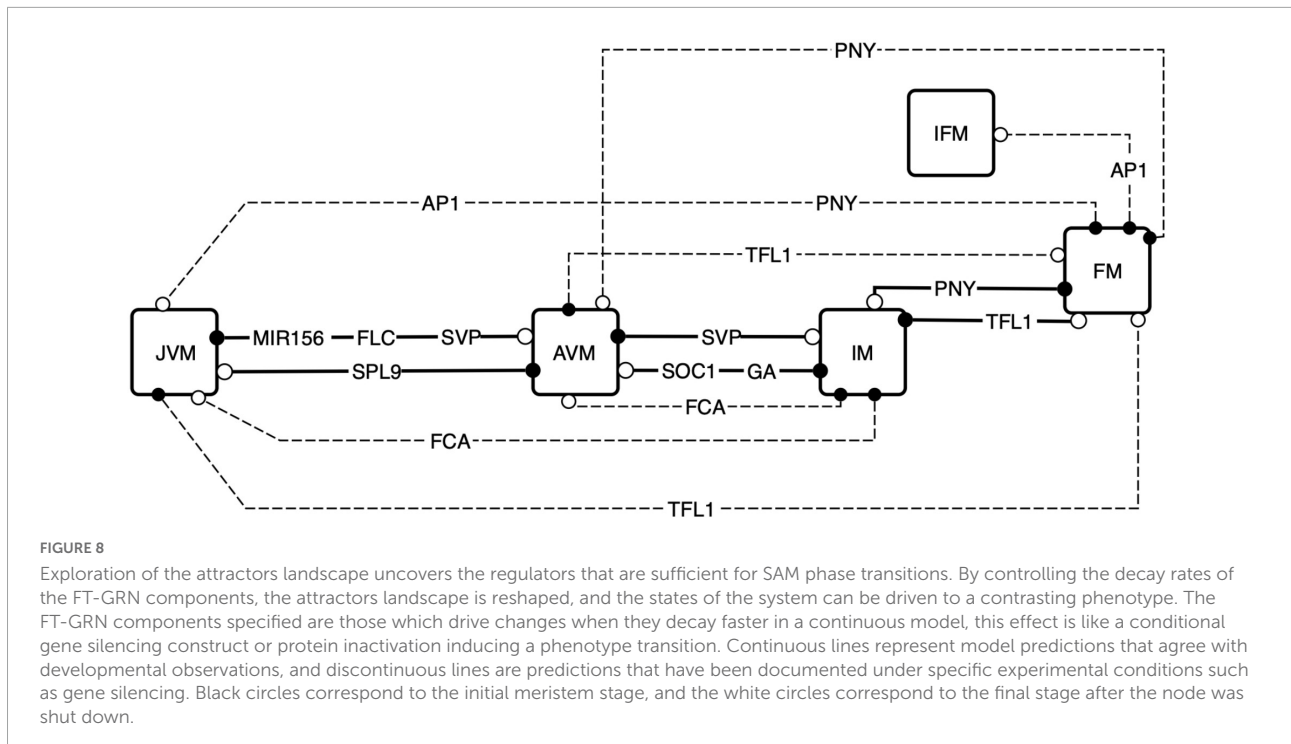 PNY
IFM
AP1
AP1 PNY
TFL1
FM
PNY
JVM MIR156 FLC SVP AVM SVP IM TFL1
SPL9 SOC1 GA
FCA
FCA
TFL1
FIGURE 8
Exploration of the attractors landscape uncovers the regulators that are sufficient for SAM phase transitions. By controlling the decay rates of
the FT-GRN components, the attractors landscape is reshaped, and the states of the system can be driven to a contrasting phenotype. The
FT-GRN components specified are those which drive changes when they decay faster in a continuous model, this effect is like a conditional
gene silencing construct or protein inactivation inducing a phenotype transition. Continuous lines represent model predictions that agree with
developmental observations, and discontinuous lines are predictions that have been documented under specific experimental conditions such
as gene silencing. Black circles correspond to the initial meristem stage, and the white circles correspond to the final stage after the node was
shut down.